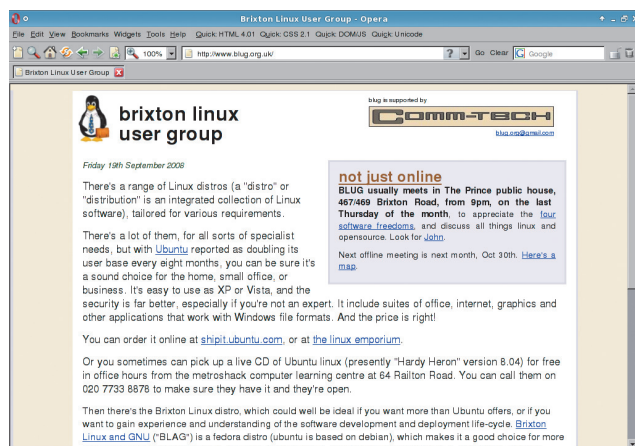 Brixton Linux User Group - Opera
File Edit View Bookmarks Widgets Tools Help Quick: HTML 4.01 Quick: CSS 2.1 Quick: DOM/JS Quick: Unicode
100% http://www.blug.org.uk/ ? Go Clear G Google
Brixton Linux User Group
brixton linux
user group
blug is supported by
COMM-TECH
blug.org@gmail.com
Friday 19th September 2008
There's a range of Linux distros (a "distro" or
"distribution" is an integrated collection of Linux
software), tailored for various requirements.
There's a lot of them, for all sorts of specialist
needs, but with Ubuntu reported as doubling its
user base every eight months, you can be sure it's
a sound choice for the home, small office, or
business. It's easy to use as XP or Vista, and the
security is far better, especially if you're not an expert. It include suites of office, internet, graphics and
other applications that work with Windows file formats. And the price is right!
not just online
BLUG usually meets in The Prince public house,
467/469 Brixton Road, from 9pm, on the last
Thursday of the month, to appreciate the four
software freedoms, and discuss all things linux and
opensource. Look for John.
Next offline meeting is next month, Oct 30th. Here's a
map.
You can order it online at shipit.ubuntu.com, or at the linux emporium.
Or you sometimes can pick up a live CD of Ubuntu linux (presently "Hardy Heron" version 8.04) for free
in office hours from the metroshack computer learning centre at 64 Railton Road. You can call them on
020 7733 8878 to make sure they have it and they're open.
Then there's the Brixton Linux distro, which could well be ideal if you want more than Ubuntu offers, or if you
want to gain experience and understanding of the software development and deployment life-cycle. Brixton
Linux and GNU ("BLAG") is a fedora distro (ubuntu is based on debian), which makes it a good choice for more